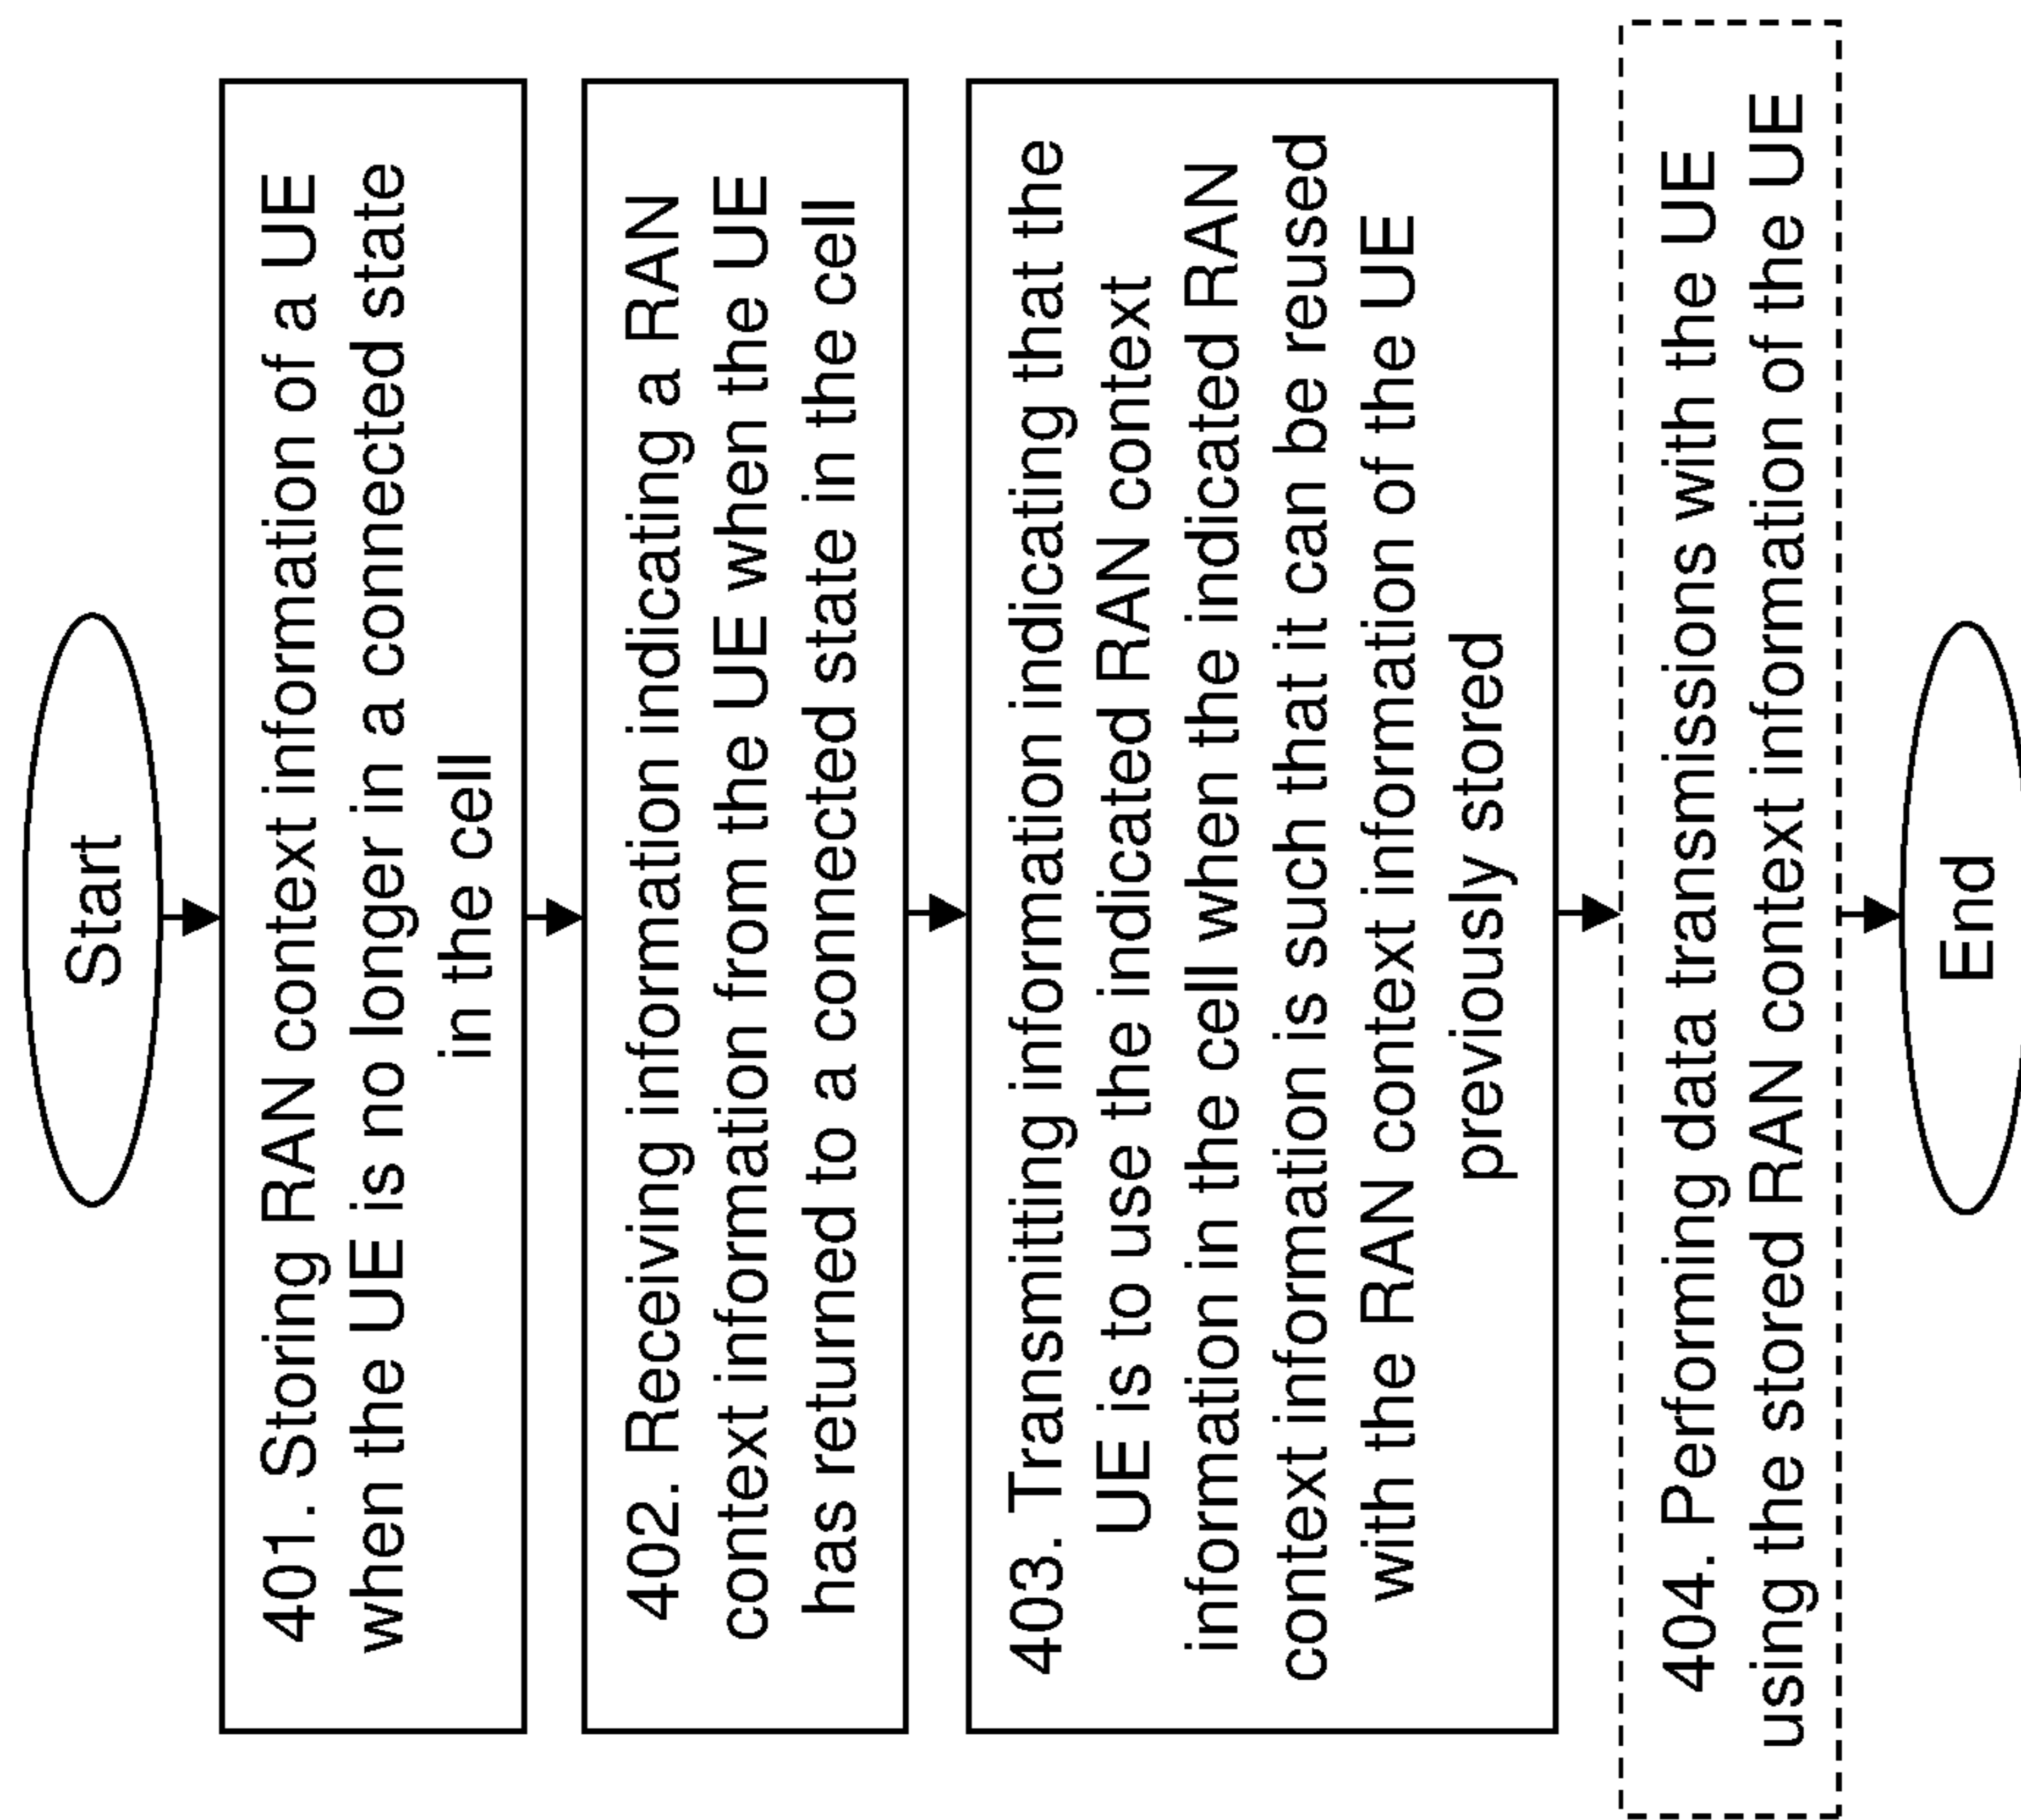 Start
401. Storing RAN context information of a UE
when the UE is no longer in a connected state
in the cell
402. Receiving information indicating a RAN
context information from the UE when the UE
has returned to a connected state in the cell
403. Transmitting information indicating that the
UE is to use the indicated RAN context
information in the cell when the indicated RAN
context information is such that it can be reused
with the RAN context information of the UE
previously stored
404. Performing data transmissions with the UE
using the stored RAN context information of the UE
End